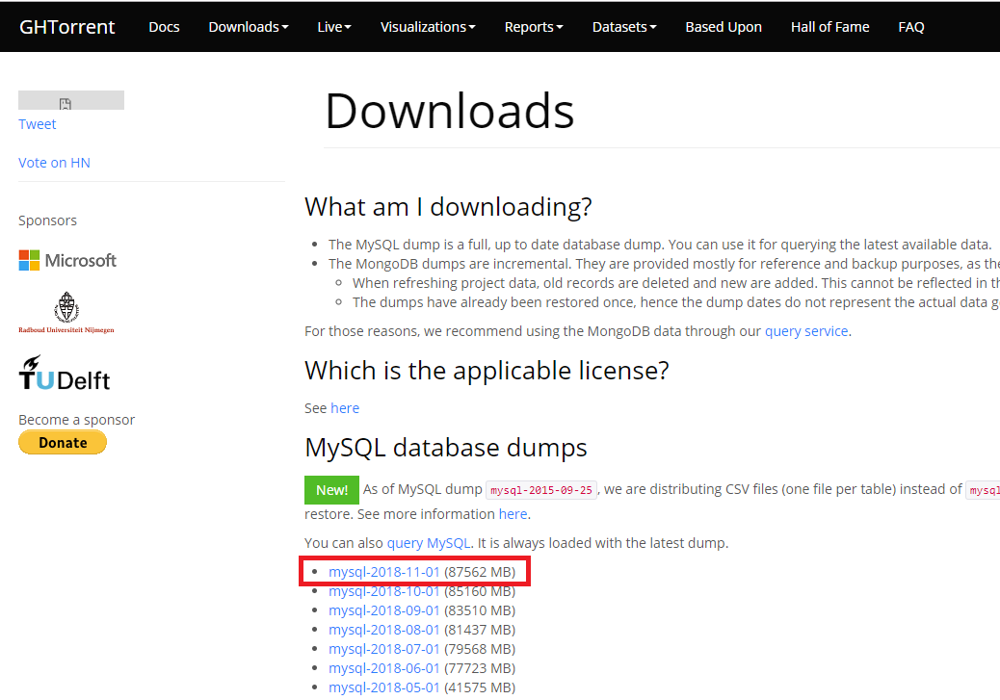 GHTorrent Docs Downloads Live Visualizations Reports Datasets Based Upon Hall of Fame FAQ
Tweet
Vote on HN
Sponsors
Microsoft
Radboud Universiteit Nijmegen
TUDelft
Become a sponsor
Donate
Downloads
What am I downloading?
The MySQL dump is a full, up to date database dump. You can use it for querying the latest available data.
The MongoDB dumps are incremental. They are provided mostly for reference and backup purposes, as the
When refreshing project data, old records are deleted and new are added. This cannot be reflected in th
The dumps have already been restored once, hence the dump dates do not represent the actual data g
For those reasons, we recommend using the MongoDB data through our query service.
Which is the applicable license?
See here
MySQL database dumps
New! As of MySQL dump mysql-2015-09-25, we are distributing CSV files (one file per table) instead of mysql
restore. See more information here.
You can also query MySQL. It is always loaded with the latest dump.
mysql-2018-11-01 (87562 MB)
mysql-2018-10-01 (85160 MB)
mysql-2018-09-01 (83510 MB)
mysql-2018-08-01 (81437 MB)
mysql-2018-07-01 (79568 MB)
mysql-2018-06-01 (77723 MB)
mysql-2018-05-01 (41575 MB)